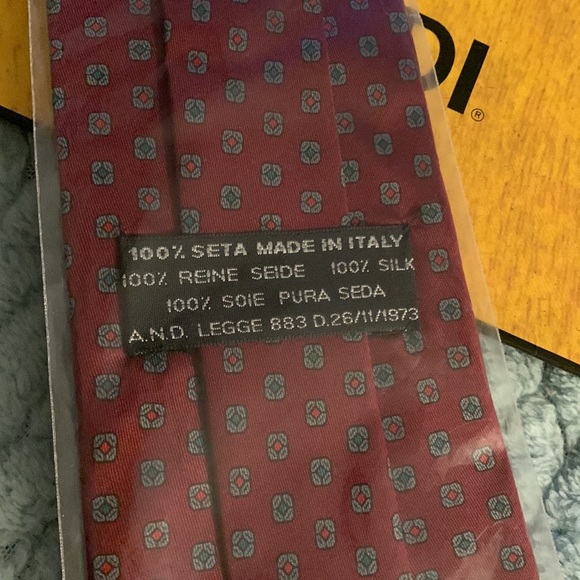 DI®
100% SETA MADE IN ITALY
100% REINE SEIDE 100% SILK
100% SOIE PURA SEDA
A.N.D. LEGGE 883 D.26/11/1973